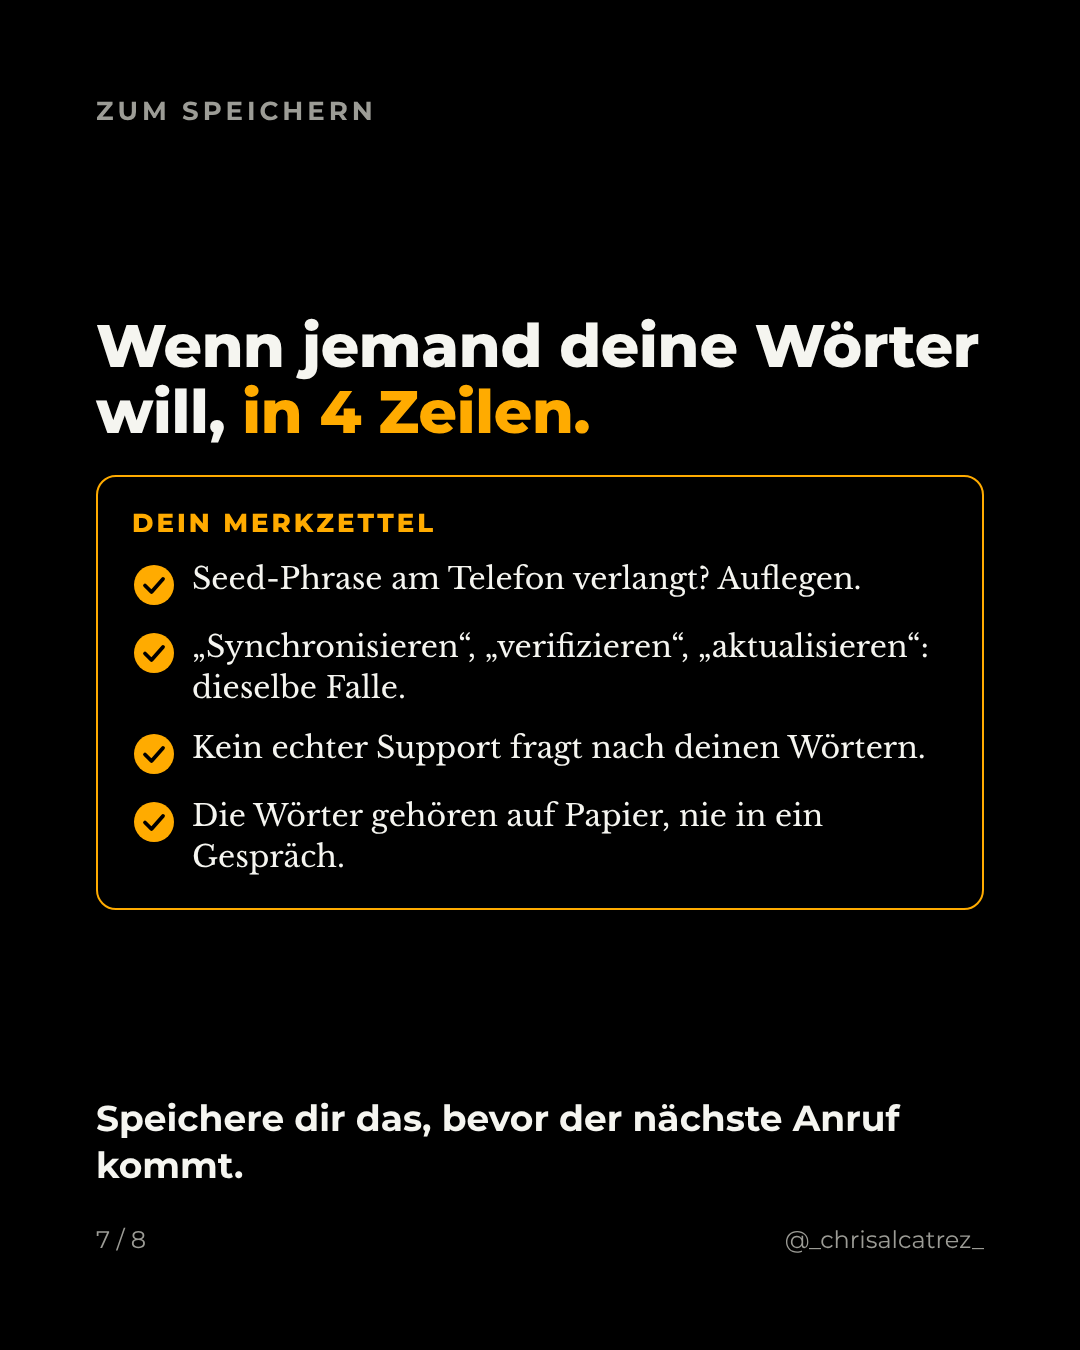 ZUM SPEICHERN
Wenn jemand deine Wörter
will, in 4 Zeilen.
DEIN MERKZETTEL
Seed-Phrase am Telefon verlangt? Auflegen.
„Synchronisieren“, „verifizieren“, „aktualisieren“:
dieselbe Falle.
Kein echter Support fragt nach deinen Wörtern.
Die Wörter gehören auf Papier, nie in ein
Gespräch.
Speichere dir das, bevor der nächste Anruf
kommt.
7 / 8
@_chrisalcatrez_